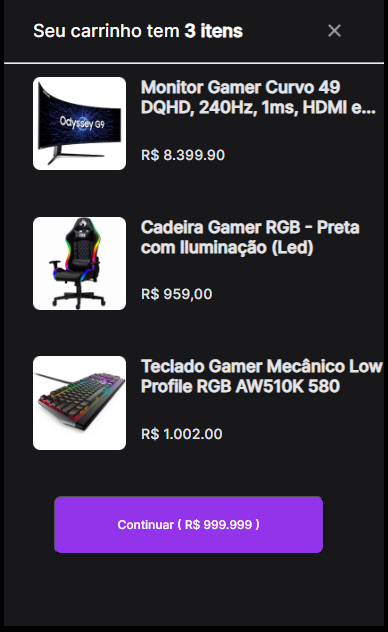 Seu carrinho tem 3 itens
×
Monitor Gamer Curvo 49
DQHD, 240Hz, 1ms, HDMI e...
Odyssey G9
R$ 8.399.90
Cadeira Gamer RGB - Preta
com Iluminação (Led)
R$ 959,00
Teclado Gamer Mecânico Low
Profile RGB AW510K 580
R$ 1.002.00
Continuar ( R$ 999.999 )